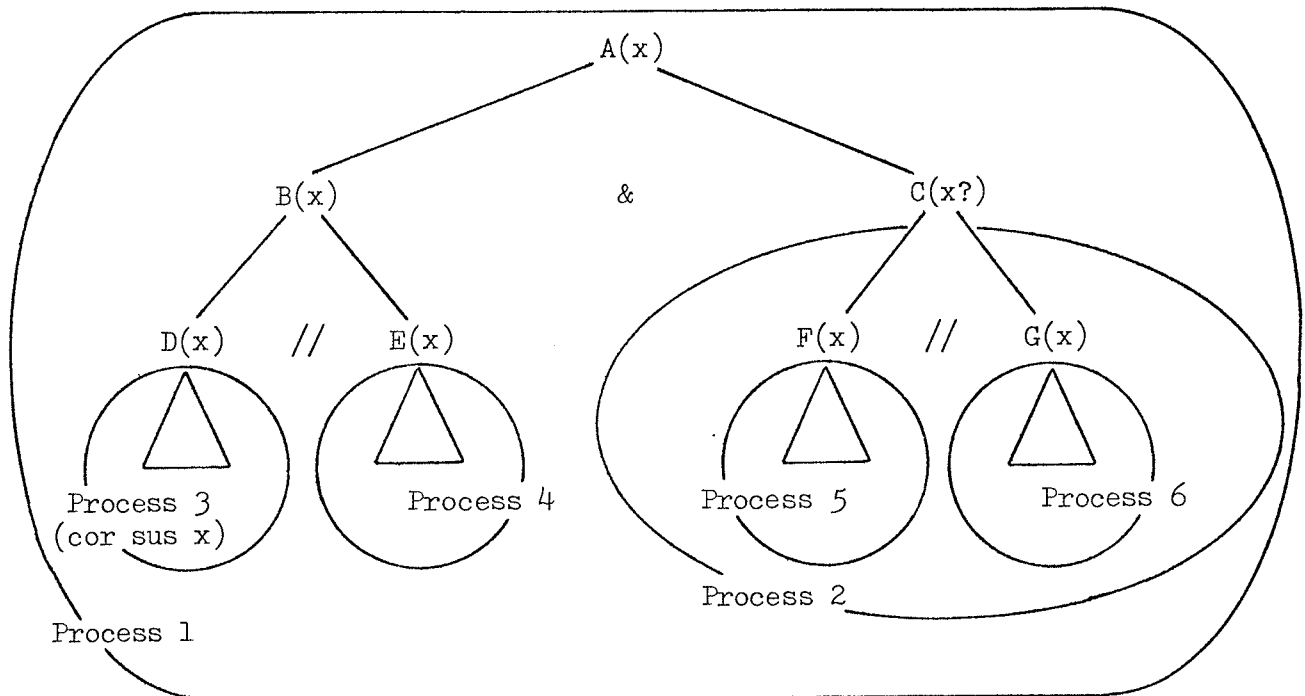 A(x)
B(x) & C(x?)
D(x) // E(x) F(x) // G(x)
Process 3 Process 4 Process 5 Process 6
(cor sus x)
Process 2
Process 1